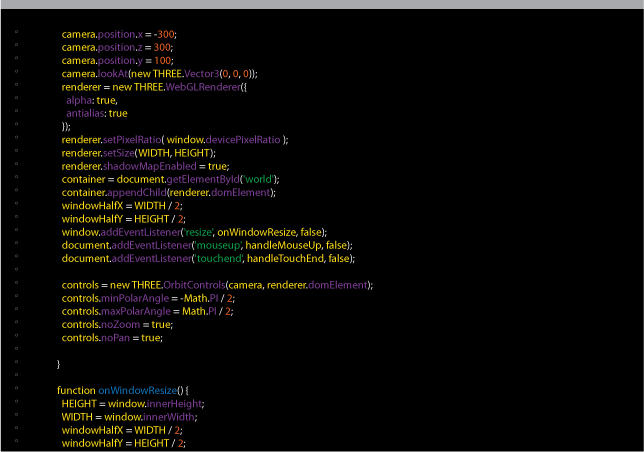 camera.position.x = -300;
camera.position.z = 300;
camera.position.y = 100;
camera.lookAt(new THREE.Vector3(0, 0, 0));
renderer = new THREE.WebGLRenderer({
alpha: true,
antialias: true
});
renderer.setPixelRatio( window.devicePixelRatio );
renderer.setSize(WIDTH, HEIGHT);
renderer.shadowMapEnabled = true;
container = document.getElementById('world');
container.appendChild(renderer.domElement);
windowHalfX = WIDTH / 2;
windowHalfY = HEIGHT / 2;
window.addEventListener('resize', onWindowResize, false);
document.addEventListener('mouseup', handleMouseUp, false);
document.addEventListener('touchend', handleTouchEnd, false);
controls = new THREE.OrbitControls(camera, renderer.domElement);
controls.minPolarAngle = -Math.PI / 2;
controls.maxPolarAngle = Math.PI / 2;
controls.noZoom = true;
controls.noPan = true;
}
function onWindowResize() {
HEIGHT = window.innerHeight;
WIDTH = window.innerWidth;
windowHalfX = WIDTH / 2;
windowHalfY = HEIGHT / 2;